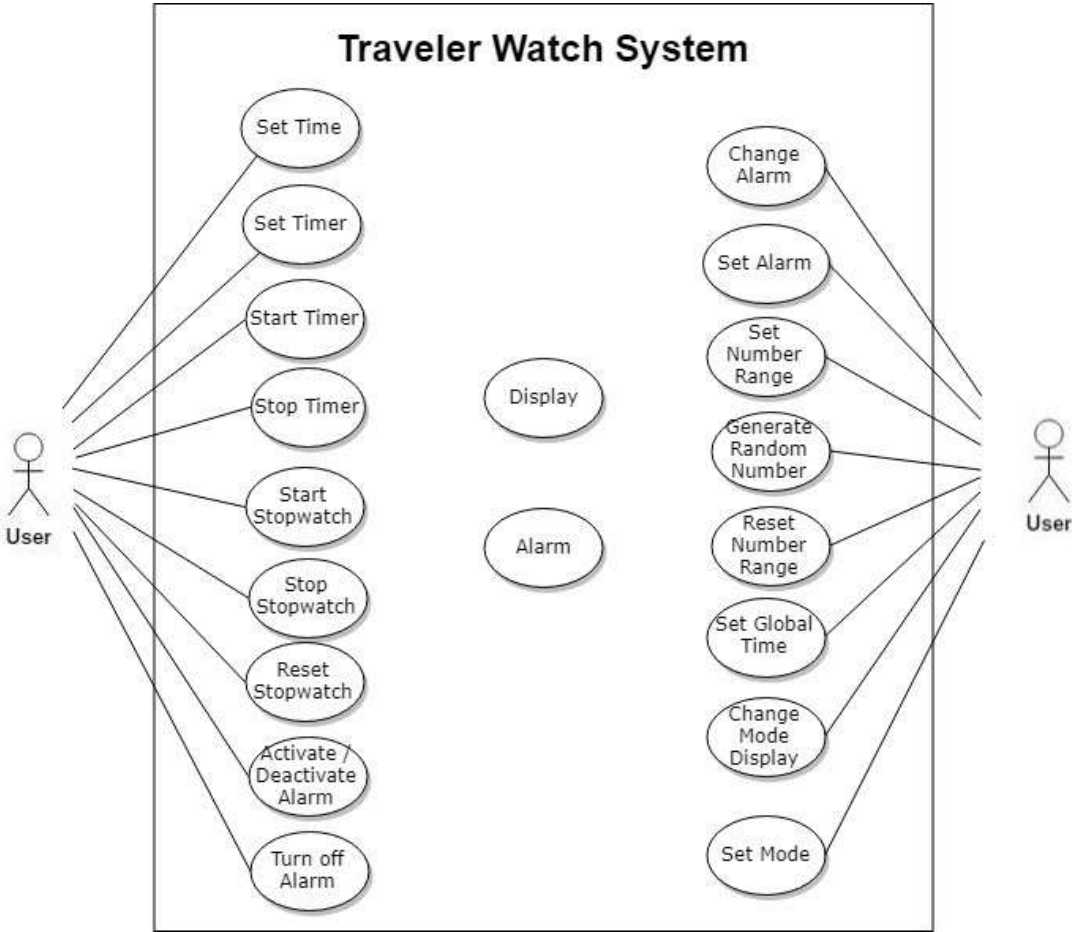 Traveler Watch System
Set Time
Set Timer
Start Timer
Stop Timer
Start
Stopwatch
Stop
Stopwatch
Reset
Stopwatch
Activate /
Deactivate
Alarm
Turn off
Alarm
User
Display
Alarm
Change
Alarm
Set Alarm
Set
Number
Range
Generate
Random
Number
Reset
Number
Range
Set Global
Time
Change
Mode
Display
Set Mode
User